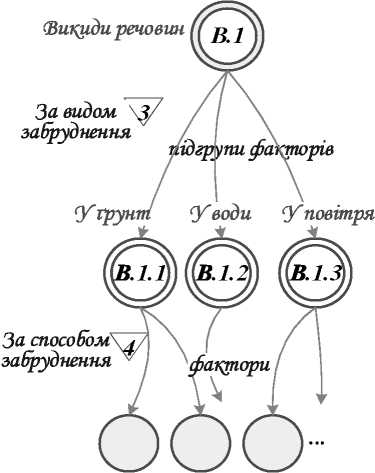 Викиди речовин
В.1
За видом
забруднення
3
підгрупи факторів
У ґрунт
У води
У повітря
В.1.1
В.1.2
В.1.3
За способом
забруднення
4
фактори
...